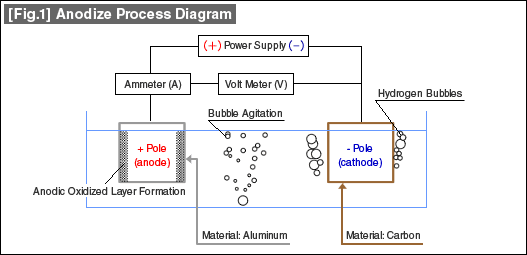 [Fig.1] Anodize Process Diagram
(+) Power Supply (-)
Ammeter (A)
Volt Meter (V)
Hydrogen Bubbles
Bubble Agitation
+ Pole
(anode)
- Pole
(cathode)
Anodic Oxidized Layer Formation
Material: Aluminum
Material: Carbon